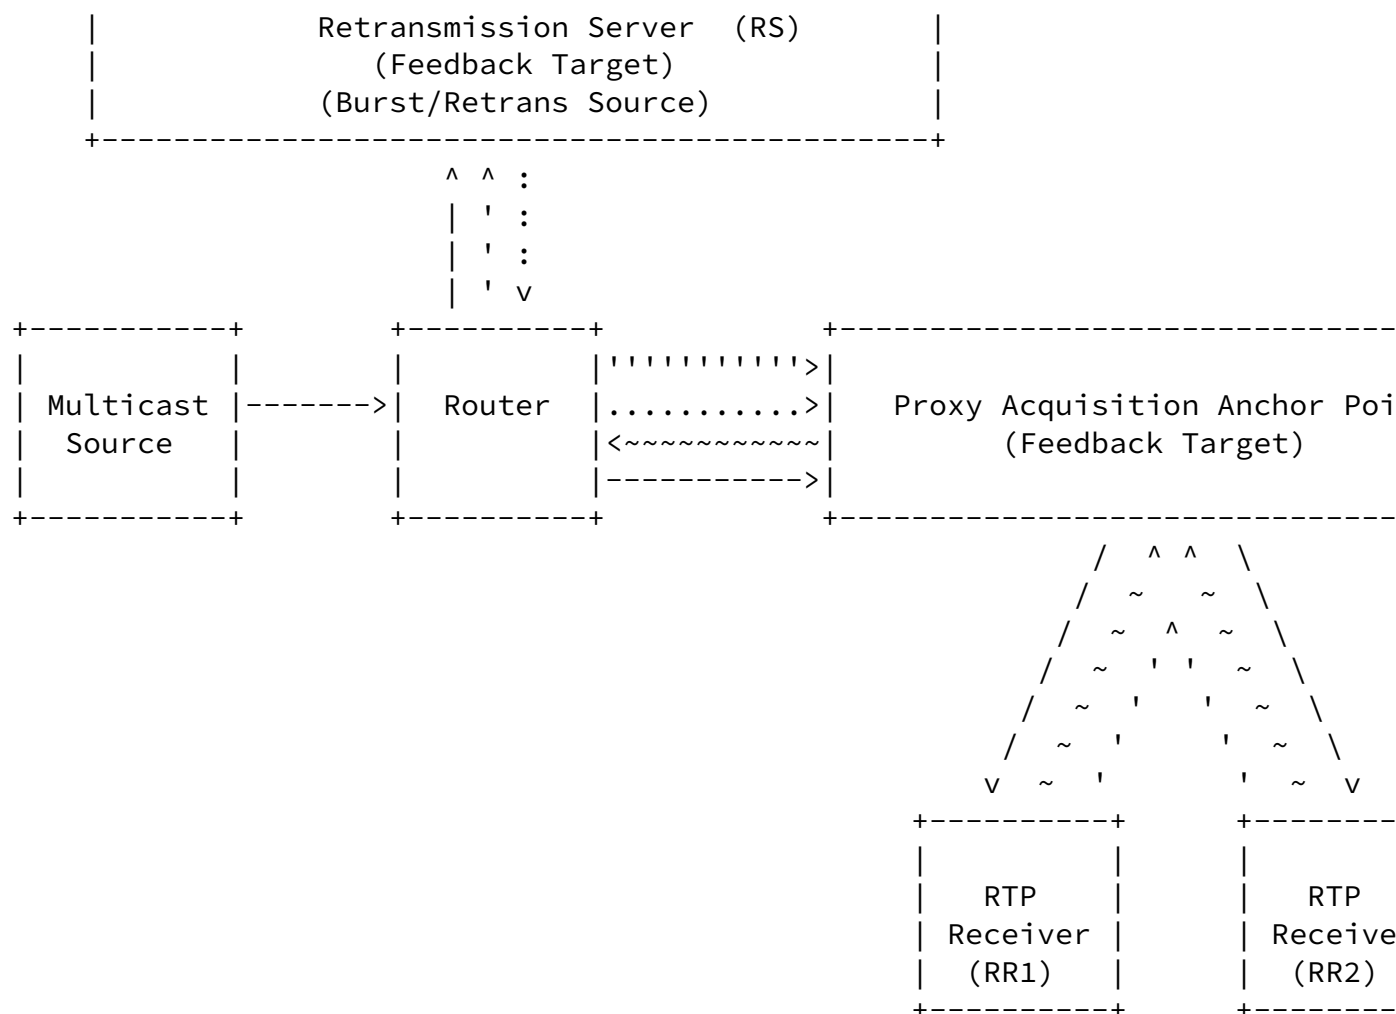 Retransmission Server (RS)
(Feedback Target)
(Burst/Retrans Source)
Multicast Source
Router
Proxy Acquisition Anchor Poi
(Feedback Target)
RTP
Receiver
(RR1)
RTP
Receive
(RR2)